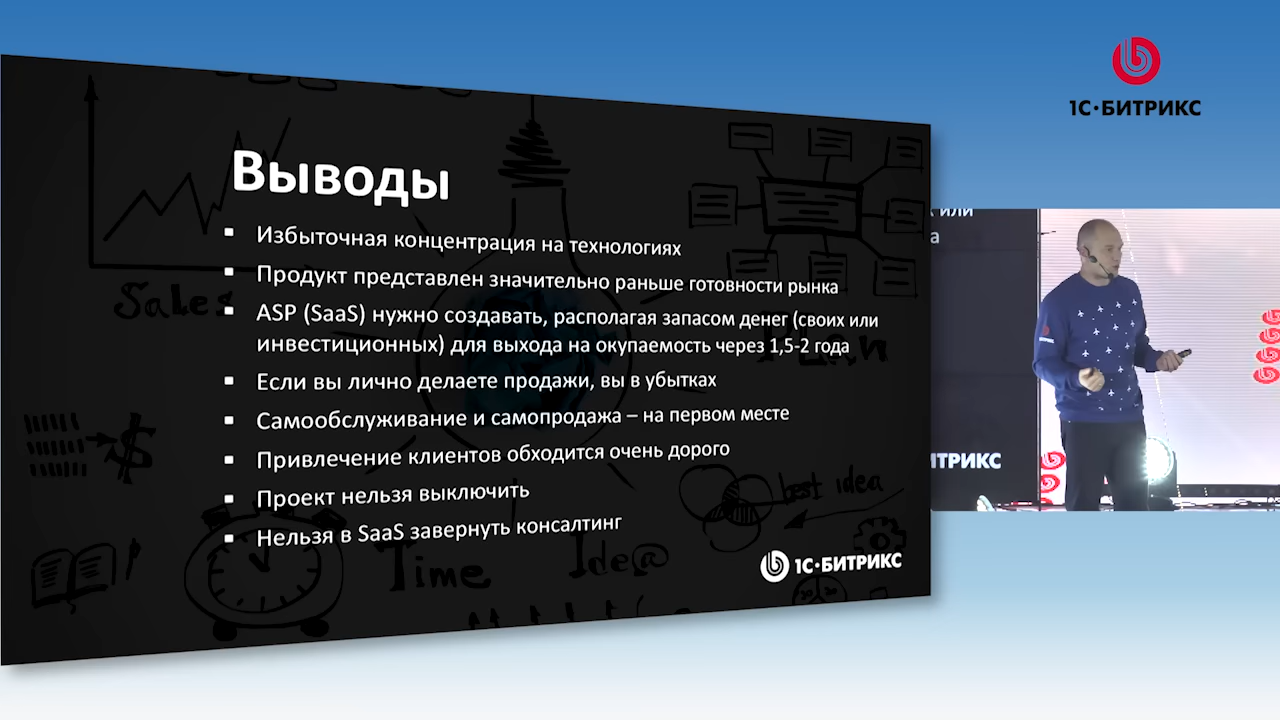 1С·БИТРИКС
Выводы
Избыточная концентрация на технологиях
Продукт представлен значительно раньше готовности рынка
ASP (SaaS) нужно создавать, располагая запасом денег (своих или
инвестиционных) для выхода на окупаемость через 1,5-2 года
Если вы лично делаете продажи, вы в убытках
Самообслуживание и самопродажа – на первом месте
Привлечение клиентов обходится очень дорого
Проект нельзя выключить
Нельзя в SaaS завернуть консалтинг
1С·БИТРИКС
Sales
Plan
$
best idea
Time
Ide@
или
а
ТРИКС